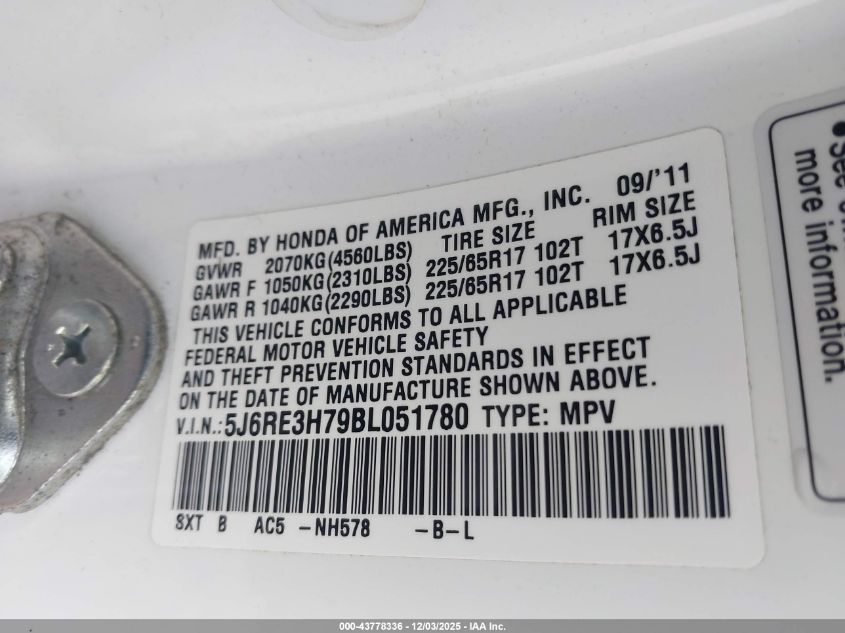 MFD. BY HONDA OF AMERICA MFG., INC. 09/'11
GVWR 2070KG(4560LBS) TIRE SIZE RIM SIZE
GAWR F 1050KG(2310LBS) 225/65R17 102T 17X6.5J
GAWR R 1040KG(2290LBS) 225/65R17 102T 17X6.5J
THIS VEHICLE CONFORMS TO ALL APPLICABLE
FEDERAL MOTOR VEHICLE SAFETY
AND THEFT PREVENTION STANDARDS IN EFFECT
ON THE DATE OF MANUFACTURE SHOWN ABOVE.
V.I.N.:5J6RE3H79BL051780 TYPE: MPV
SXT B AC5 -NH578 -B-L
•See
more information.
000-43778336 - 12/03/2025 - IAA Inc.